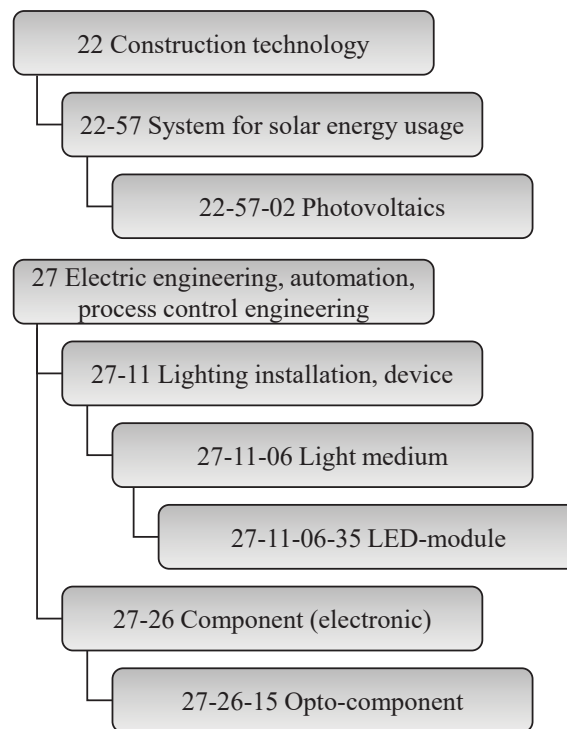 22 Construction technology
22-57 System for solar energy usage
22-57-02 Photovoltaics
27 Electric engineering, automation,
process control engineering
27-11 Lighting installation, device
27-11-06 Light medium
27-11-06-35 LED-module
27-26 Component (electronic)
27-26-15 Opto-component